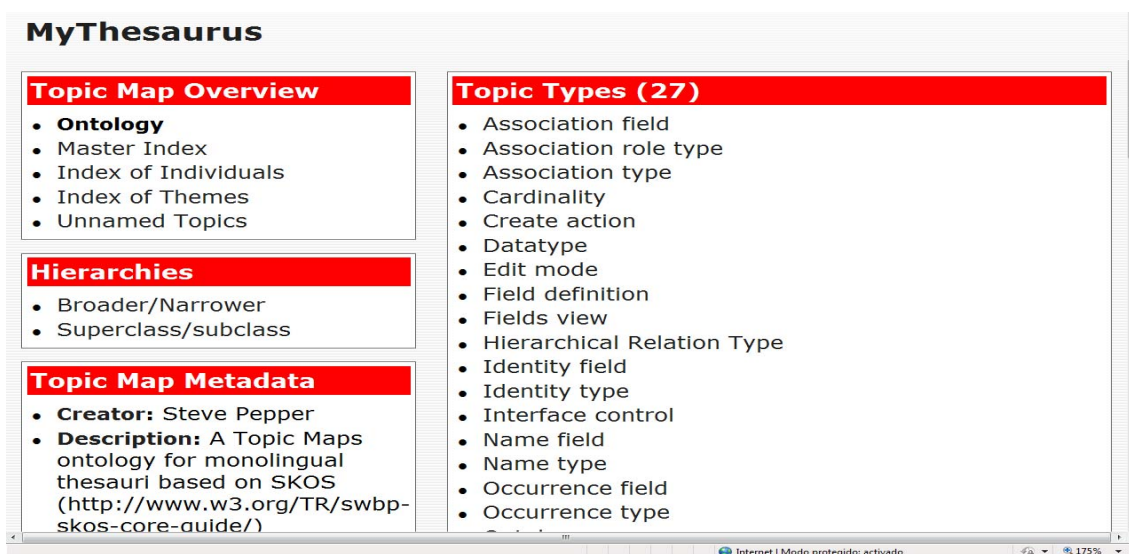 MyThesaurus
Topic Map Overview
Ontology
Master Index
Index of Individuals
Index of Themes
Unnamed Topics
Hierarchies
Broader/Narrower
Superclass/subclass
Topic Map Metadata
Creator: Steve Pepper
Description: A Topic Maps
ontology for monolingual
thesauri based on SKOS
(http://www.w3.org/TR/swbp-
skos-core-guide/)
Topic Types (27)
Association field
Association role type
Association type
Cardinality
Create action
Datatype
Edit mode
Field definition
Fields view
Hierarchical Relation Type
Identity field
Identity type
Interface control
Name field
Name type
Occurrence field
Occurrence type
Internet | Modo protegido: activado
175%